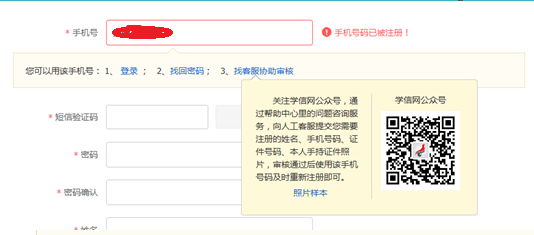 * 手机号
手机号码已被注册！
您可以用该手机号： 1、 登录 ； 2、 找回密码； 3、 找客服协助审核
关注学信网公众号，通
过帮助中心里的问题咨询服
务，向人工客服提交您需要
注册的姓名、手机号码、证
件号码、本人手持证件照
片，审核通过后使用该手机
号码及时重新注册即可。
照片样本
学信网公众号
* 短信验证码
* 密码
* 密码确认
* 姓名